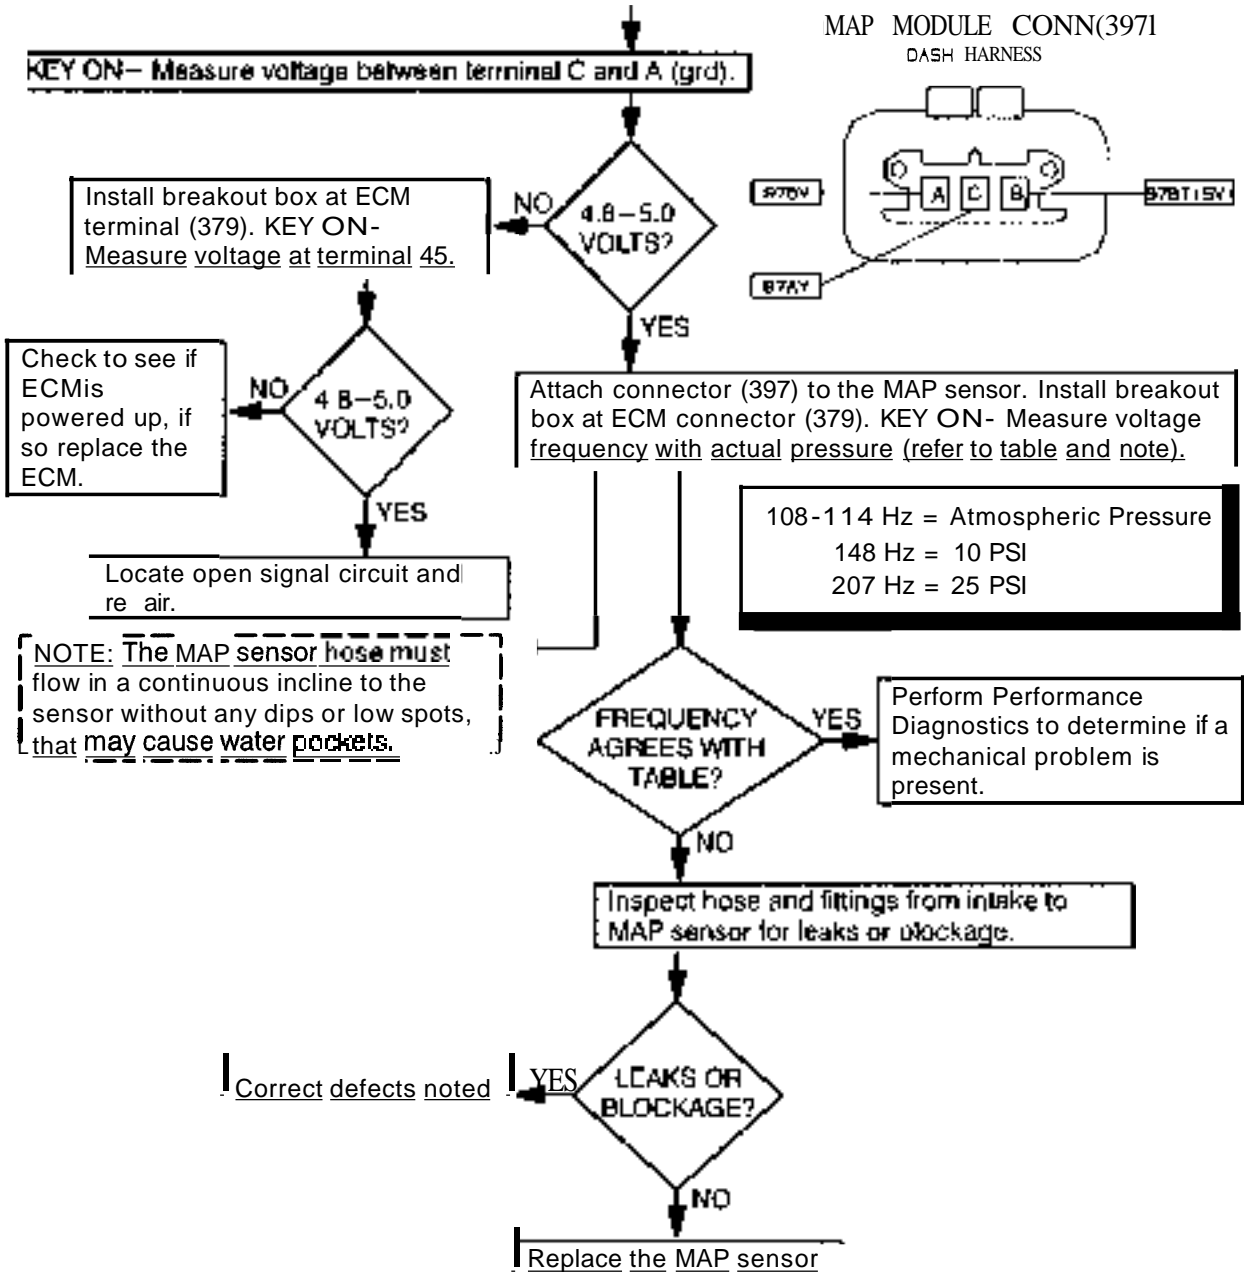 MAP MODULE CONN(3971
DASH HARNESS
KEY ON– Measure voltage between terminal C and A (grd).
Install breakout box at ECM
terminal (379). KEY ON-
Measure voltage at terminal 45.
NO
4.8–5.0
VOLTS?
A
C
B
97AY
YES
Check to see if
ECMis
powered up, if
so replace the
ECM.
NO
4 8–5.0
VOLTS?
YES
Attach connector (397) to the MAP sensor. Install breakout
box at ECM connector (379). KEY ON- Measure voltage
frequency with actual pressure (refer to table and note).
108-114 Hz = Atmospheric Pressure
148 Hz = 10 PSI
207 Hz = 25 PSI
Locate open signal circuit and
re air.
NOTE: The MAP sensor hose must
flow in a continuous incline to the
sensor without any dips or low spots,
that may cause water pockets.
FREQUENCY
AGREES WITH
TABLE?
YES
Perform Performance
Diagnostics to determine if a
mechanical problem is
present.
NO
Inspect hose and fittings from intake to
MAP sensor for leaks or blockage.
Correct defects noted
YES
LEAKS OR
BLOCKAGE?
NO
Replace the MAP sensor